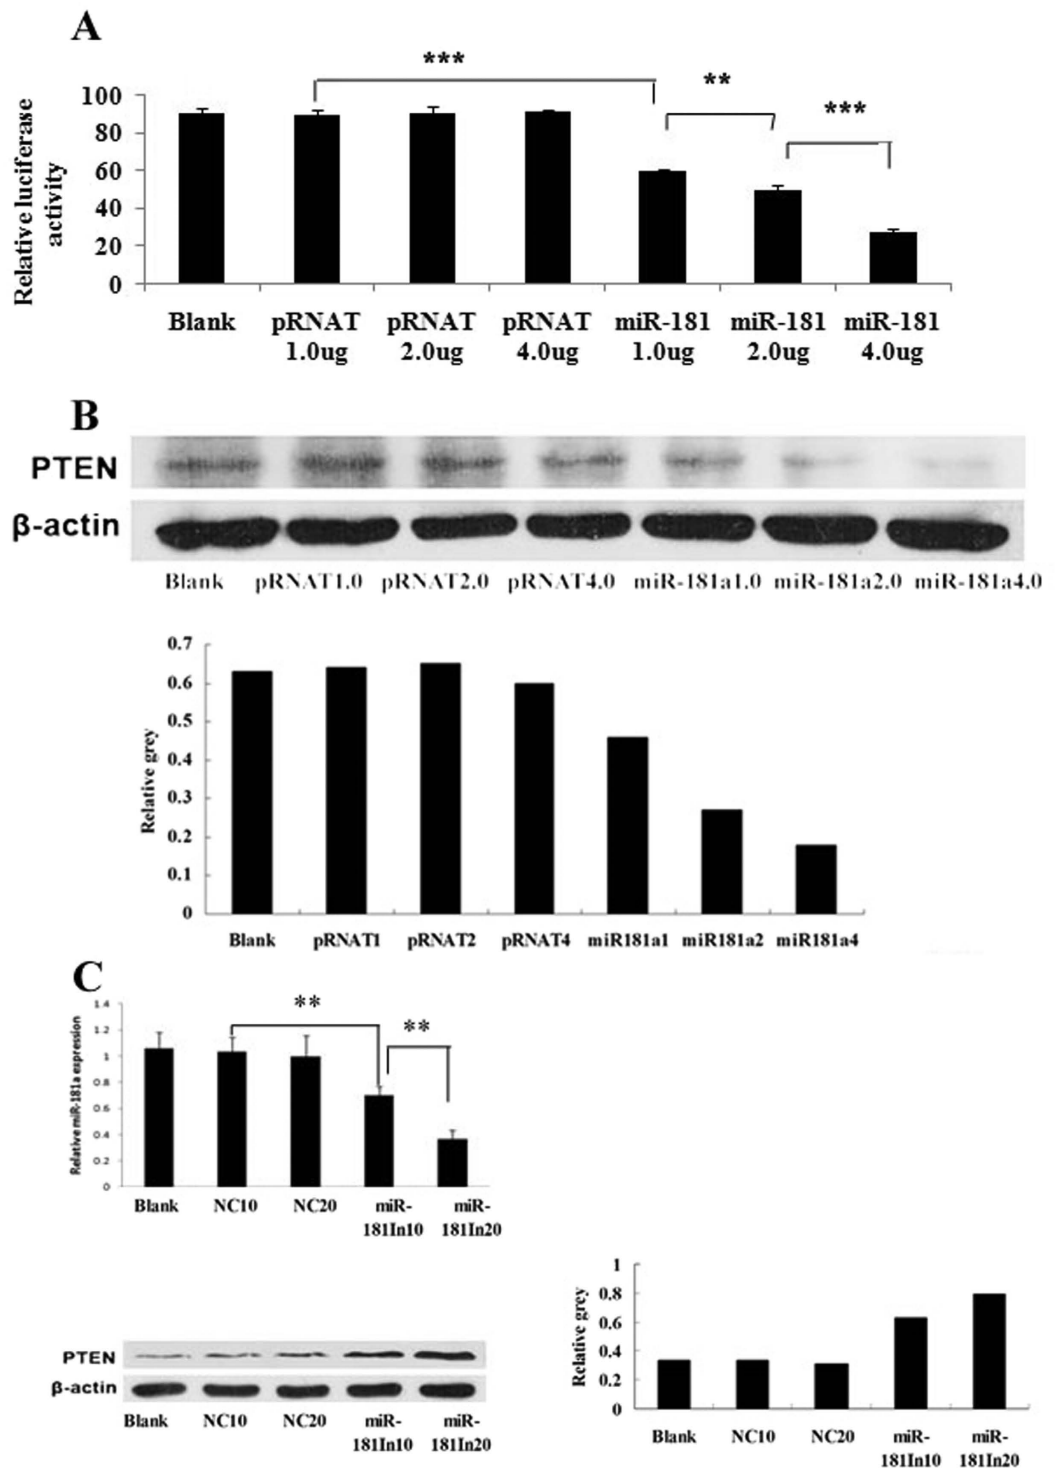 A
Relative luciferase
activity
***
**
***
100
80
60
40
20
0
Blank pRNAT pRNAT pRNAT miR-181 miR-181 miR-181
1.0ug 2.0ug 4.0ug 1.0ug 2.0ug 4.0ug
B
PTEN
β-actin
Blank pRNAT1.0 pRNAT2.0 pRNAT4.0 miR-181a1.0 miR-181a2.0 miR-181a4.0
Relative grey
0.7
0.6
0.5
0.4
0.3
0.2
0.1
0
Blank pRNAT1 pRNAT2 pRNAT4 miR181a1 miR181a2 miR181a4
C
Relative miR-181a expression
**
**
1.4
1.2
1
0.8
0.6
0.4
0.2
0
Blank NC10 NC20 miR- miR-
181In10 181In20
PTEN
β-actin
Blank NC10 NC20 miR- miR-
181In10 181In20
Relative grey
1
0.8
0.6
0.4
0.2
0
Blank NC10 NC20 miR- miR-
181In10 181In20